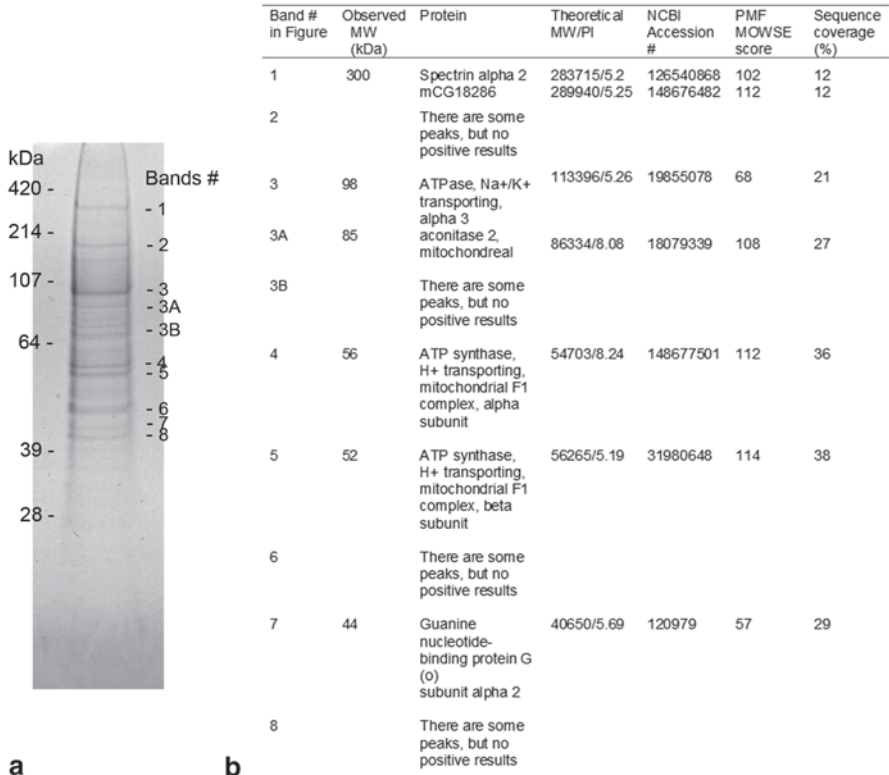 kDa
420 -
214 -
107 -
64 -
39 -
28 -
Bands #
- 1
- 2
- 3
- 3A
- 3B
- 4
- 5
- 6
- 7
- 8
a
Band # Observed Protein Theoretical NCBI PMF Sequence
in Figure MW MW/PI Accession MOWSE coverage
(kDa) # score (%)
1 300 Spectrin alpha 2 283715/5.2 126540868 102 12
mCG18286 289940/5.25 148676482 112 12
2 There are some
peaks, but no
positive results
3 98 ATPase, Na+/K+ 113396/5.26 19855078 68 21
transporting,
alpha 3
3A 85 aconitase 2, 86334/8.08 18079339 108 27
mitochondreal
3B There are some
peaks, but no
positive results
4 56 ATP synthase, 54703/8.24 148677501 112 36
H+ transporting,
mitochondrial F1
complex, alpha
subunit
5 52 ATP synthase, 56265/5.19 31980648 114 38
H+ transporting,
mitochondrial F1
complex, beta
subunit
6 There are some
peaks, but no
positive results
7 44 Guanine 40650/5.69 120979 57 29
nucleotide-
binding protein G
(o)
subunit alpha 2
8 There are some
peaks, but no
positive results
b